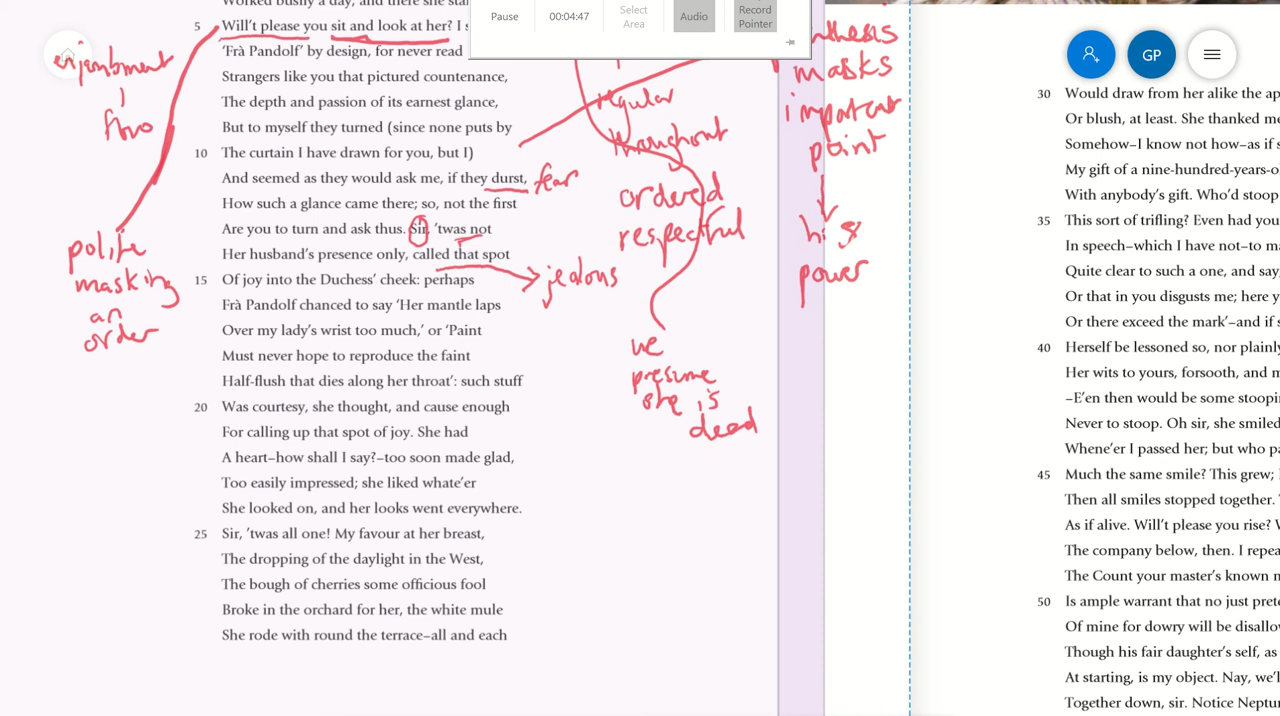 Worked busily a day, and there she
Pause
00:04:47
Select
Area
Audio
Record
Pointer
5 Will't please you sit and look at her? I s
'Frà Pandolf' by design, for never read
Strangers like you that pictured countenance,
The depth and passion of its earnest glance,
But to myself they turned (since none puts by
10 The curtain I have drawn for you, but I)
And seemed as they would ask me, if they durst,
How such a glance came there; so, not the first
Are you to turn and ask thus. Sir, 'twas not
Her husband's presence only, called that spot
15 Of joy into the Duchess' cheek: perhaps
Frà Pandolf chanced to say 'Her mantle laps
Over my lady's wrist too much,' or 'Paint
Must never hope to reproduce the faint
Half-flush that dies along her throat': such stuff
20 Was courtesy, she thought, and cause enough
For calling up that spot of joy. She had
A heart–how shall I say?–too soon made glad,
Too easily impressed; she liked whate'er
She looked on, and her looks went everywhere.
25 Sir, 'twas all one! My favour at her breast,
The dropping of the daylight in the West,
The bough of cherries some officious fool
Broke in the orchard for her, the white mule
She rode with round the terrace–all and each
enjambment
polite
masking
an
order
fear
jealous
regular
throughout
ordered
respectful
we
presume
she is
dead
nthesis
masks
important
point
his
power
GP
30 Would draw from her alike the ap
Or blush, at least. She thanked me
Somehow–I know not how–as if s
My gift of a nine-hundred-years-o
With anybody's gift. Who'd stoop
35 This sort of trifling? Even had you
In speech–which I have not–to ma
Quite clear to such a one, and say,
Or that in you disgusts me; here y
Or there exceed the mark'–and if s
40 Herself be lessoned so, nor plainly
Her wits to yours, forsooth, and m
–E'en then would be some stoopin
Never to stoop. Oh sir, she smiled
Whene'er I passed her; but who pa
45 Much the same smile? This grew; I
Then all smiles stopped together.
As if alive. Will't please you rise? W
The company below, then. I repea
The Count your master's known m
50 Is ample warrant that no just prete
Of mine for dowry will be disallow
Though his fair daughter's self, as
At starting, is my object. Nay, we'l
Together down, sir. Notice Neptu